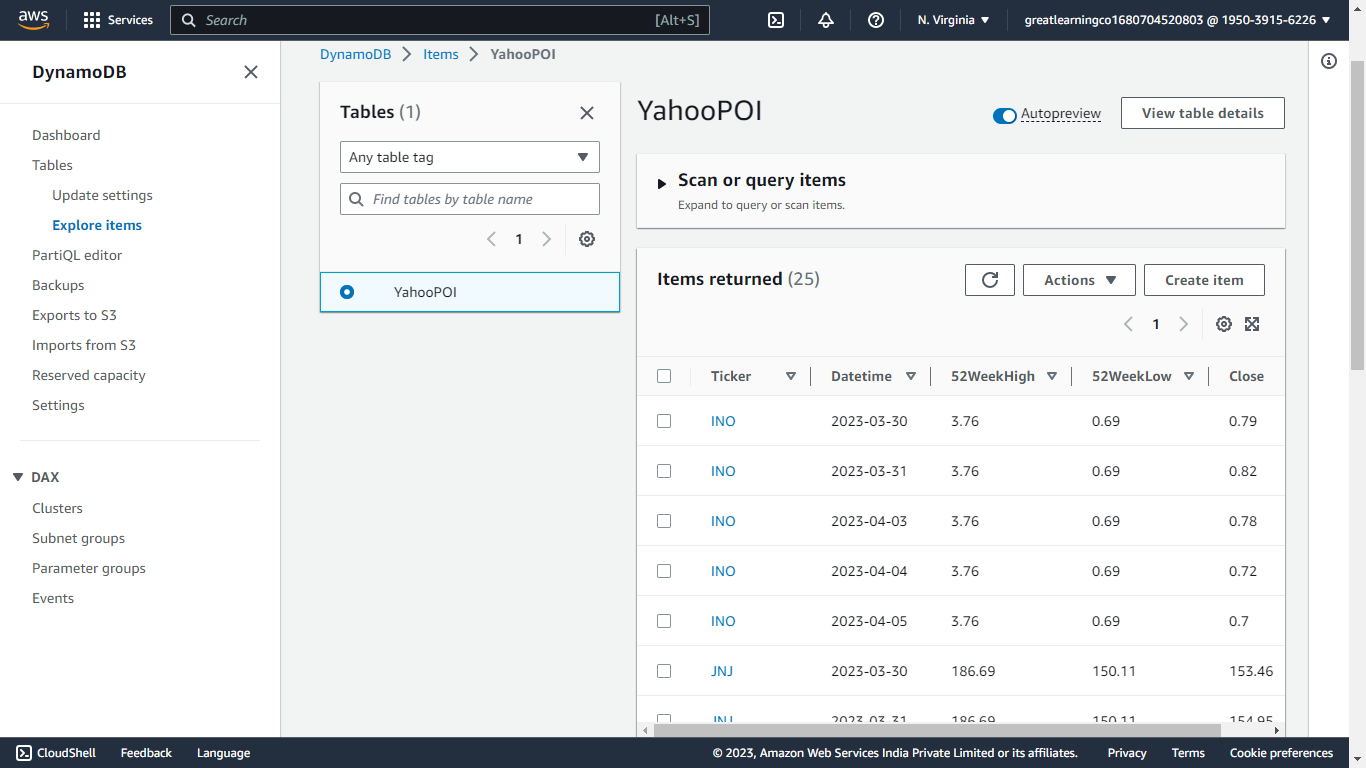 aws Services Search [Alt+S] N. Virginia greatlearningco1680704520803 @ 1950-3915-6226
DynamoDB
Dashboard
Tables
Update settings
Explore items
PartiQL editor
Backups
Exports to S3
Imports from S3
Reserved capacity
Settings
DAX
Clusters
Subnet groups
Parameter groups
Events
DynamoDB Items YahooPOI
Tables (1)
Any table tag
Find tables by table name
1
YahooPOI
YahooPOI
Autopreview
View table details
Scan or query items
Expand to query or scan items.
Items returned (25)
Actions
Create item
1
Ticker Datetime 52WeekHigh 52WeekLow Close
INO 2023-03-30 3.76 0.69 0.79
INO 2023-03-31 3.76 0.69 0.82
INO 2023-04-03 3.76 0.69 0.78
INO 2023-04-04 3.76 0.69 0.72
INO 2023-04-05 3.76 0.69 0.7
JNJ 2023-03-30 186.69 150.11 153.46
JNJ 2023-03-31 186.69 150.11 154.95
CloudShell Feedback Language © 2023, Amazon Web Services India Private Limited or its affiliates. Privacy Terms Cookie preferences